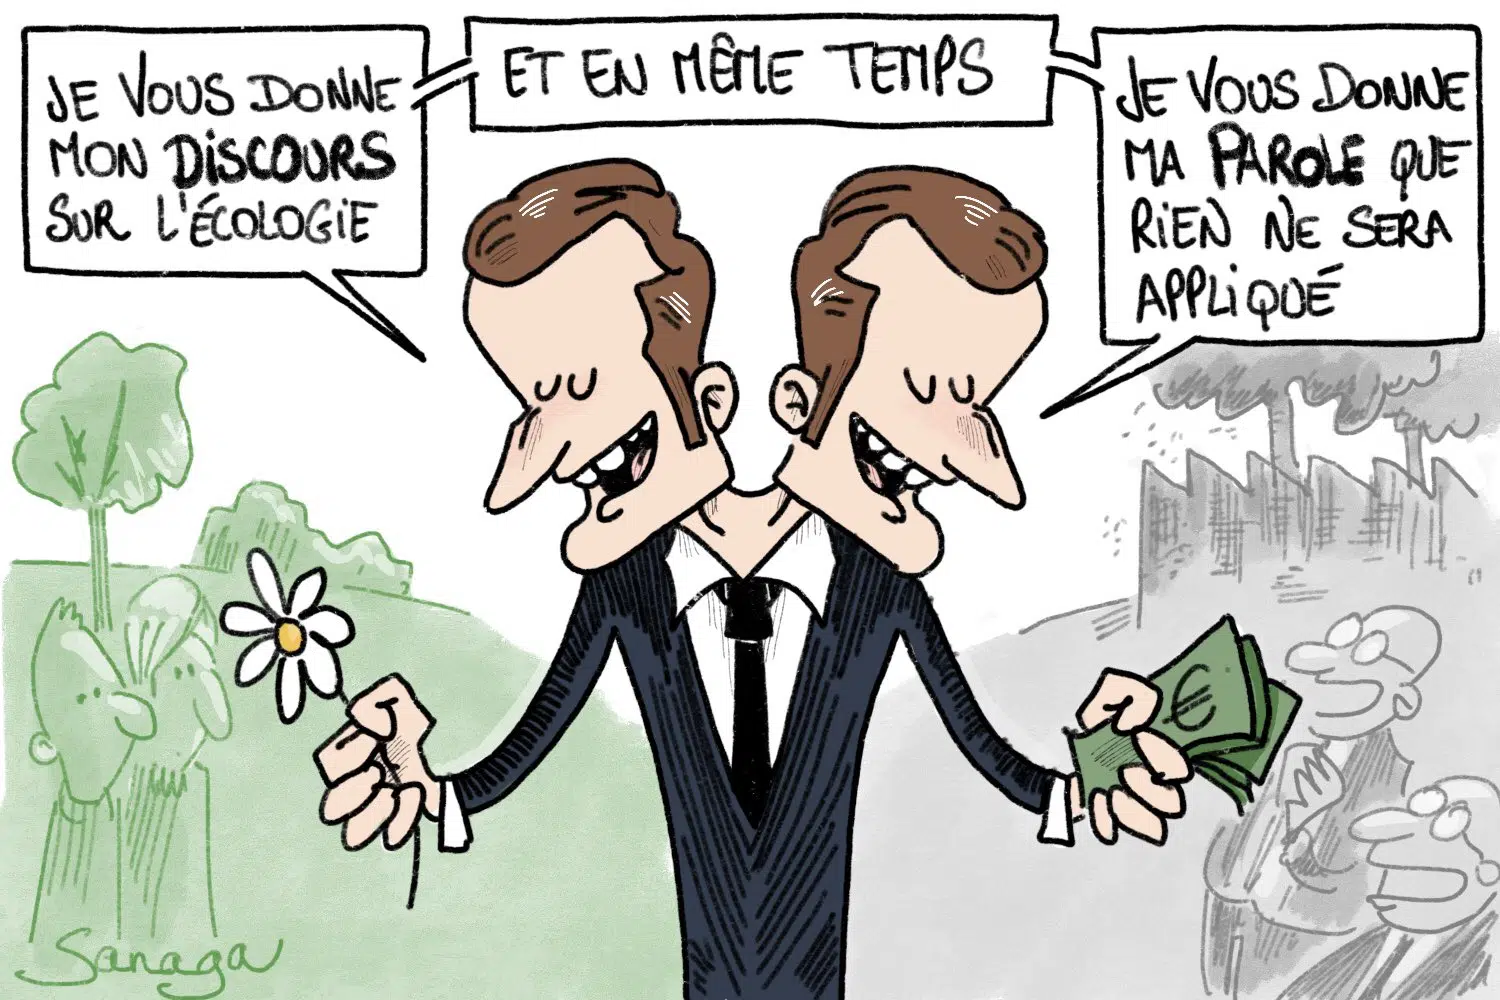 JE VOUS DONNE
MON DISCOURS
SUR L'ÉCOLOGIE
ET EN MÊME TEMPS
JE VOUS DONNE
MA PAROLE QUE
RIEN NE SERA
APPLIQUÉ
€
Sanaga